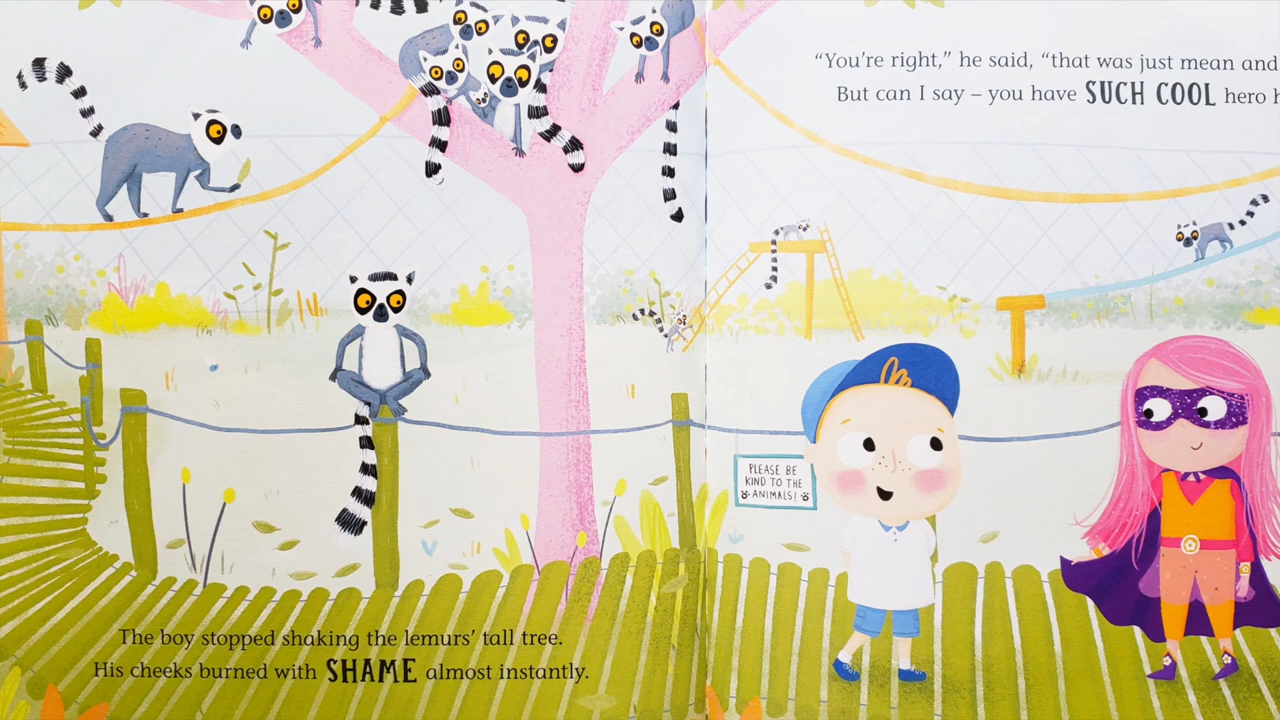 The boy stopped shaking the lemurs' tall tree.
His cheeks burned with SHAME almost instantly.
"You're right," he said, "that was just mean and
But can I say – you have SUCH COOL hero
PLEASE BE
KIND TO THE
ANIMALS!